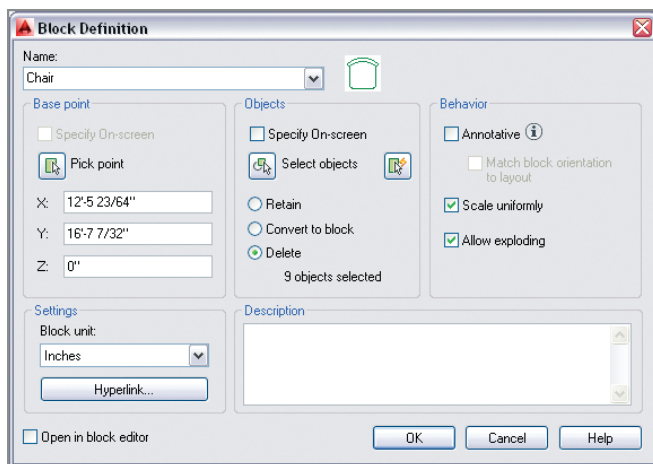 Block Definition
Name:
Chair
Base point
Specify On-screen
Pick point
X: 12'-5 23/64"
Y: 16'-7 7/32"
Z: 0"
Objects
Specify On-screen
Select objects
Retain
Convert to block
Delete
9 objects selected
Behavior
Annotative
Match block orientation
to layout
Scale uniformly
Allow exploding
Settings
Block unit:
Inches
Hyperlink...
Description
Open in block editor
OK Cancel Help